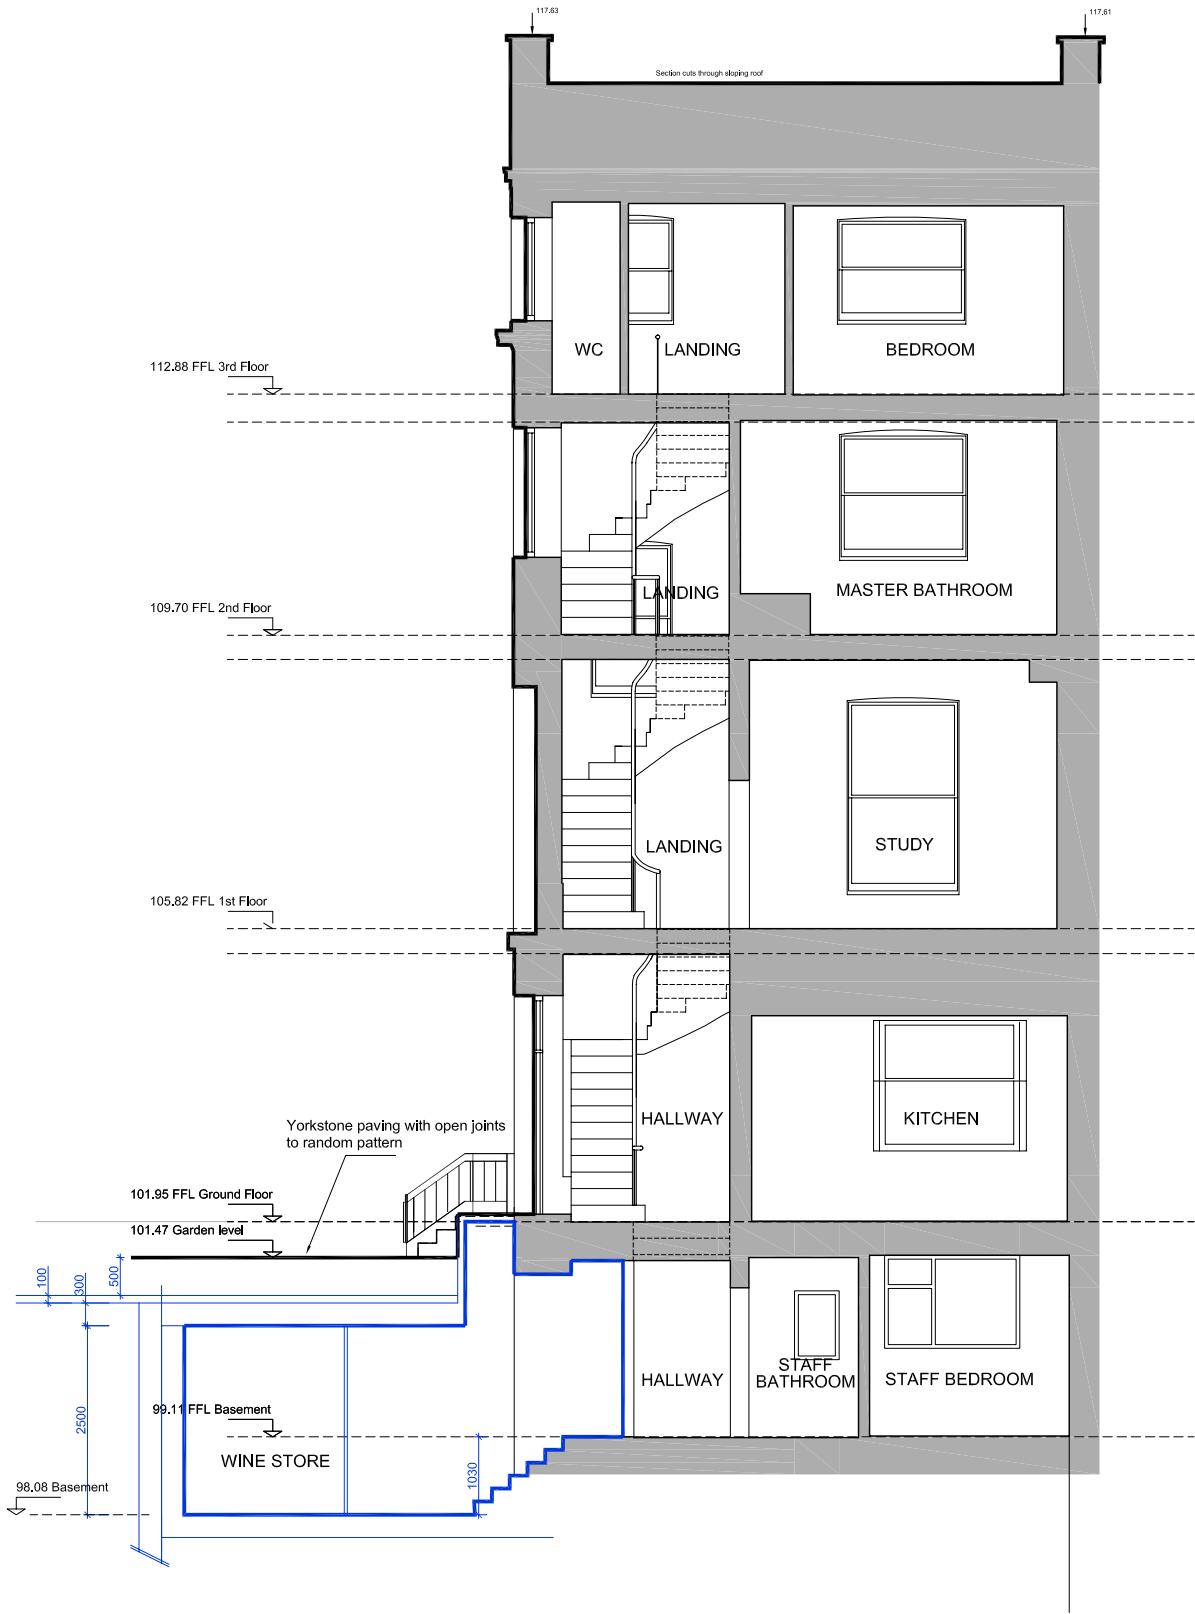 117.63
117.61
Section cuts through sloping roof
WC
LANDING
BEDROOM
112.88 FFL 3rd Floor
LANDING
MASTER BATHROOM
109.70 FFL 2nd Floor
LANDING
STUDY
105.82 FFL 1st Floor
HALLWAY
KITCHEN
Yorkstone paving with open joints
to random pattern
101.95 FFL Ground Floor
101.47 Garden level
100
300
500
HALLWAY
STAFF
BATHROOM
STAFF BEDROOM
99.11 FFL Basement
2500
WINE STORE
1030
98.08 Basement